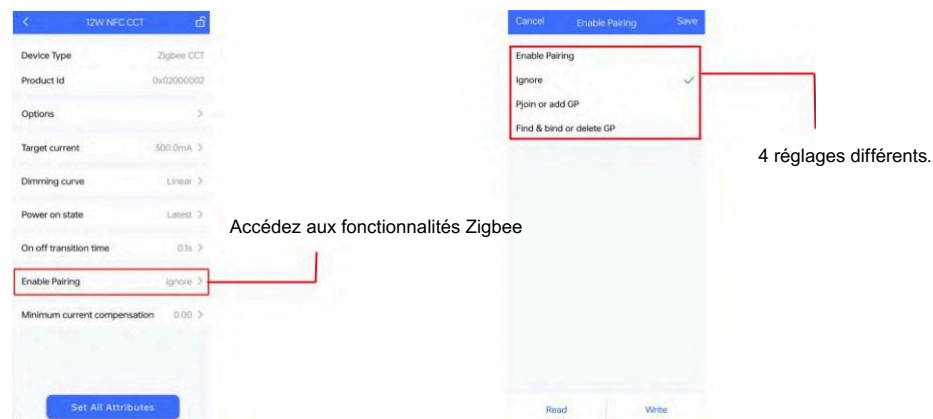 12W NFC CCT
Device Type Zigbee CCT
Product Id 0x02000002
Options >
Target current 500.0mA >
Dimming curve Linear >
Power on state Latest >
On off transition time 0.1s >
Enable Pairing Ignore >
Minimum current compensation 0.00 >
Set All Attributes
Accédez aux fonctionnalités Zigbee
Cancel Enable Pairing Save
Enable Pairing
Ignore
Pjoin or add GP
Find & bind or delete GP
Read Write
4 réglages différents.